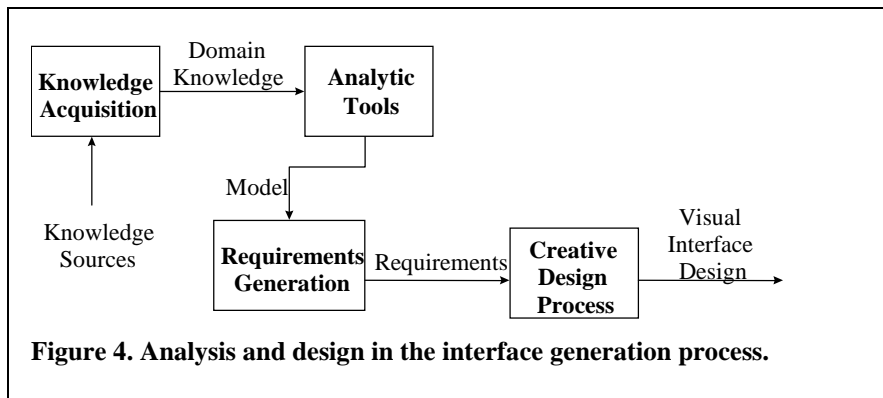 Domain
Knowledge
Knowledge
Acquisition
Analytic
Tools
Model
Knowledge
Sources
Requirements
Generation
Requirements
Creative
Design
Process
Visual
Interface
Design
Figure 4. Analysis and design in the interface generation process.